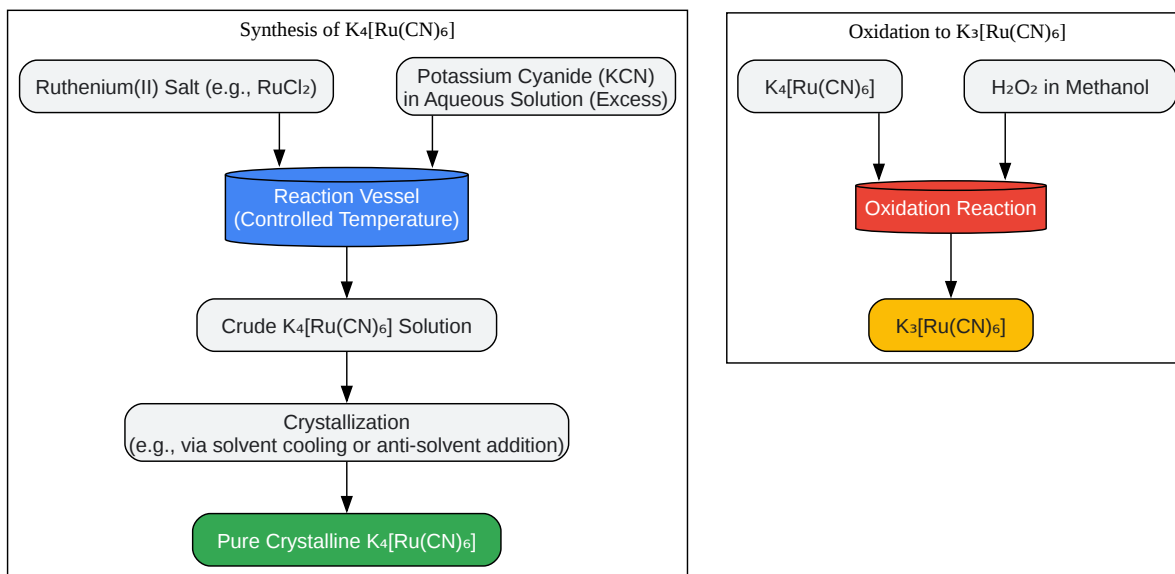 Synthesis of K₄[Ru(CN)₆]
Ruthenium(II) Salt (e.g., RuCl₂)
Potassium Cyanide (KCN)
in Aqueous Solution (Excess)
Reaction Vessel
(Controlled Temperature)
Crude K₄[Ru(CN)₆] Solution
Crystallization
(e.g., via solvent cooling or anti-solvent addition)
Pure Crystalline K₄[Ru(CN)₆]
Oxidation to K₃[Ru(CN)₆]
K₄[Ru(CN)₆]
H₂O₂ in Methanol
Oxidation Reaction
K₃[Ru(CN)₆]